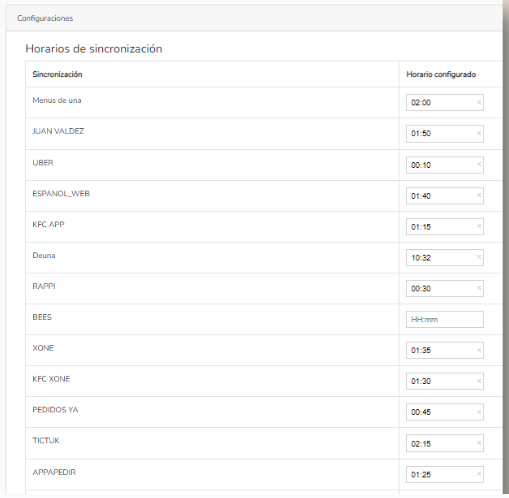 Configuraciones
Horarios de sincronización
Sincronización Horario configurado
Menus de una 02:00 ×
JUAN VALDEZ 01:50 ×
UBER 00:10 ×
ESPANOL_WEB 01:40 ×
KFC APP 01:15 ×
Deuna 10:32 ×
RAPPI 00:30 ×
BEES HH:mm
XONE 01:35 ×
KFC XONE 01:30 ×
PEDIDOS YA 00:45 ×
TICTUK 02:15 ×
APPAPEDIR 01:25 ×